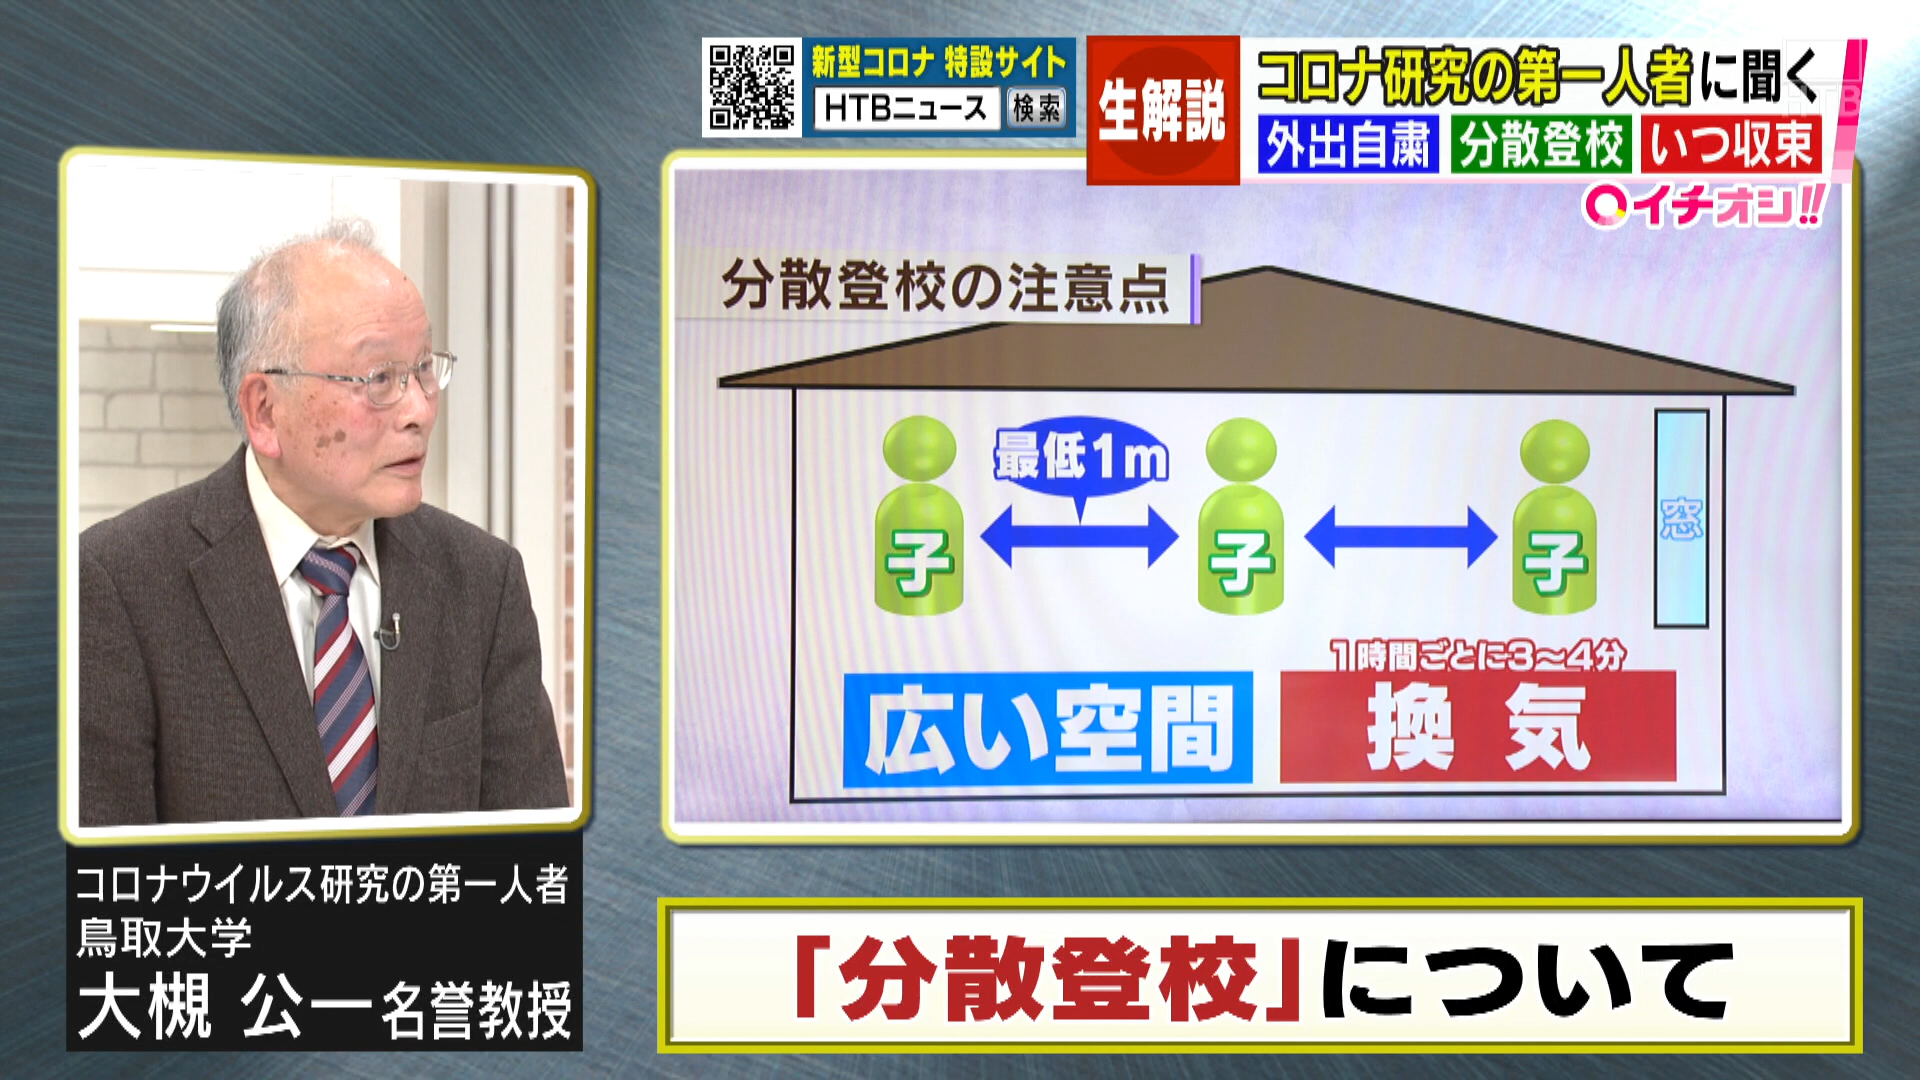 新型コロナ 特設サイト
HTBニュース 検索
生解説
コロナ研究の第一人者に聞く
外出自粛 分散登校 いつ収束
HTB
イチオシ!!
分散登校の注意点
最低1m
子 子 子
窓
1時間ごとに3～4分
広い空間 換気
コロナウイルス研究の第一人者
鳥取大学
大槻 公一名誉教授
「分散登校」について